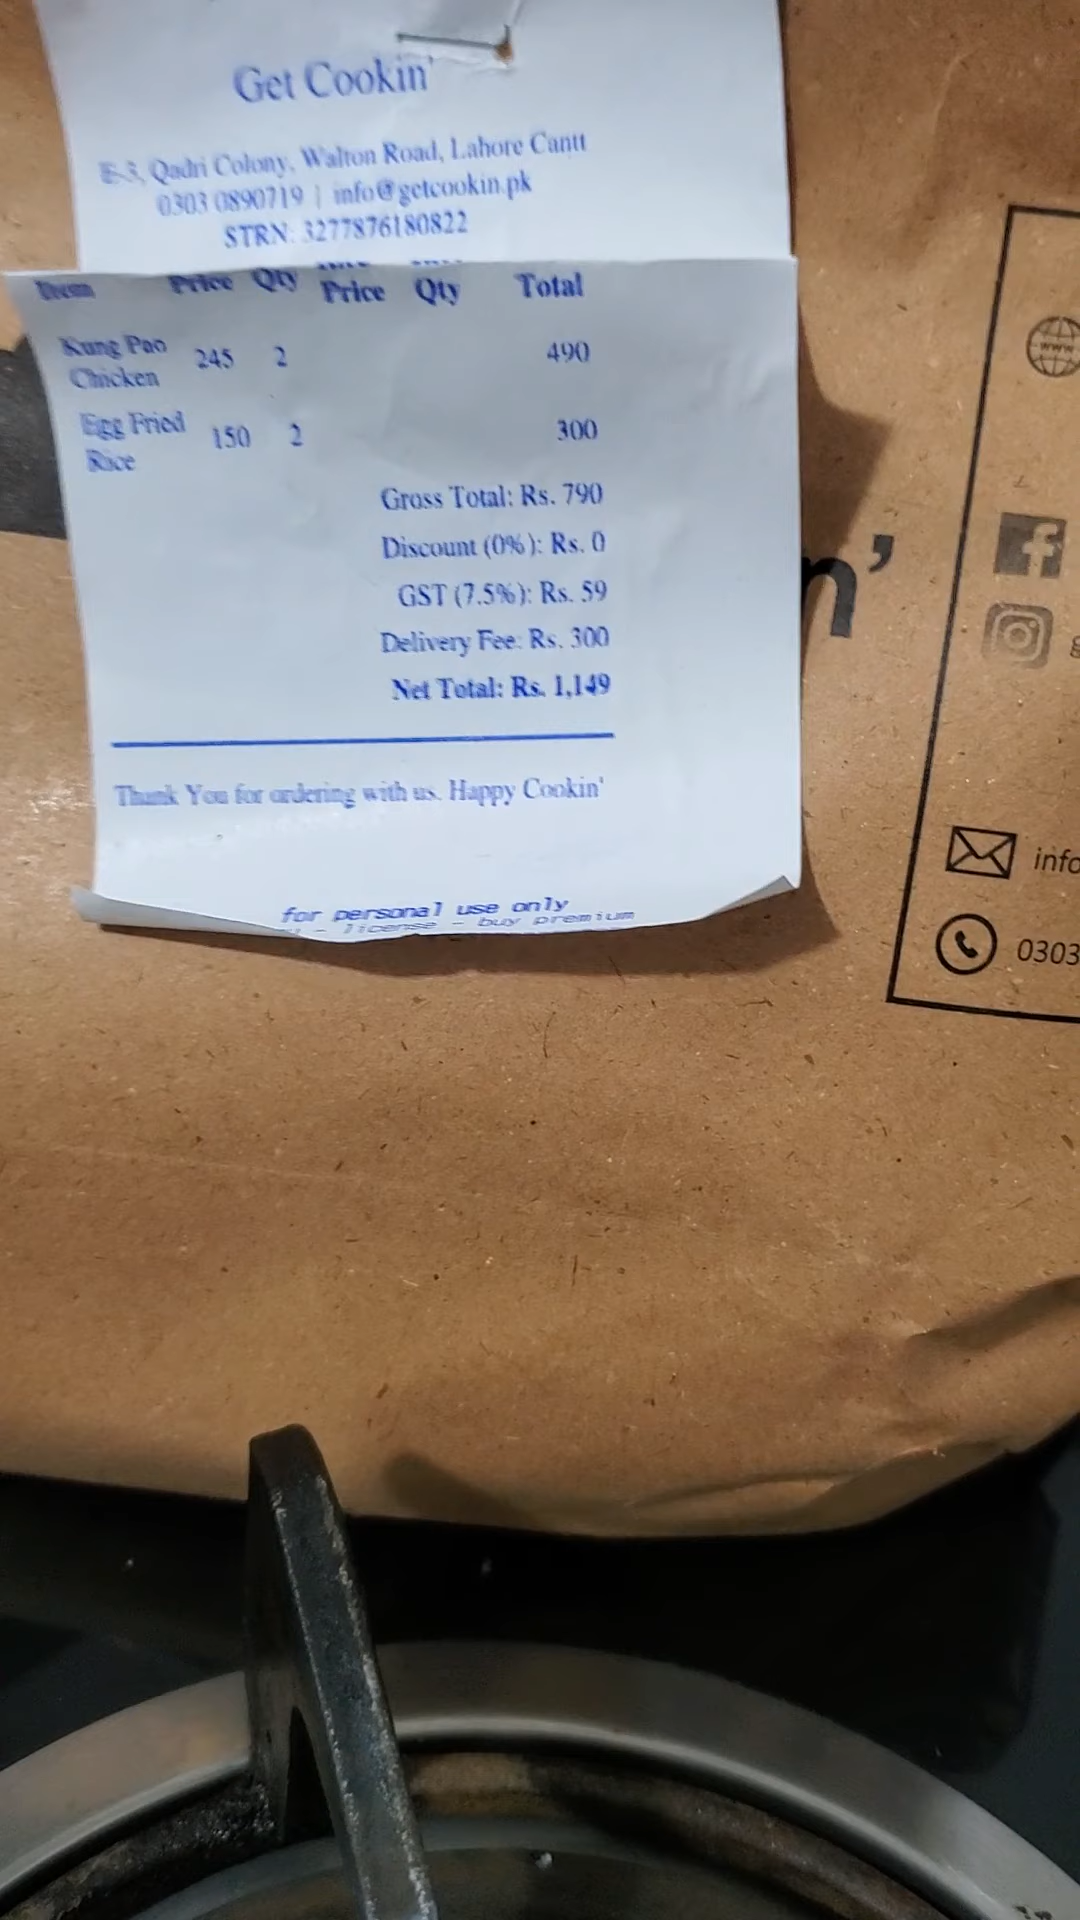 Get Cookin'
E-3, Qadri Colony, Walton Road, Lahore Cantt
0303 0890719 | info@getcookin.pk
STRN: 3277876180822
Item Price Qty Price Qty Total
Kung Pao Chicken 245 2 490
Egg Fried Rice 150 2 300
Gross Total: Rs. 790
Discount (0%): Rs. 0
GST (7.5%): Rs. 59
Delivery Fee: Rs. 300
Net Total: Rs. 1,149
Thank You for ordering with us. Happy Cookin'
for personal use only
- license - buy premium
n'
www
f
g
info
0303